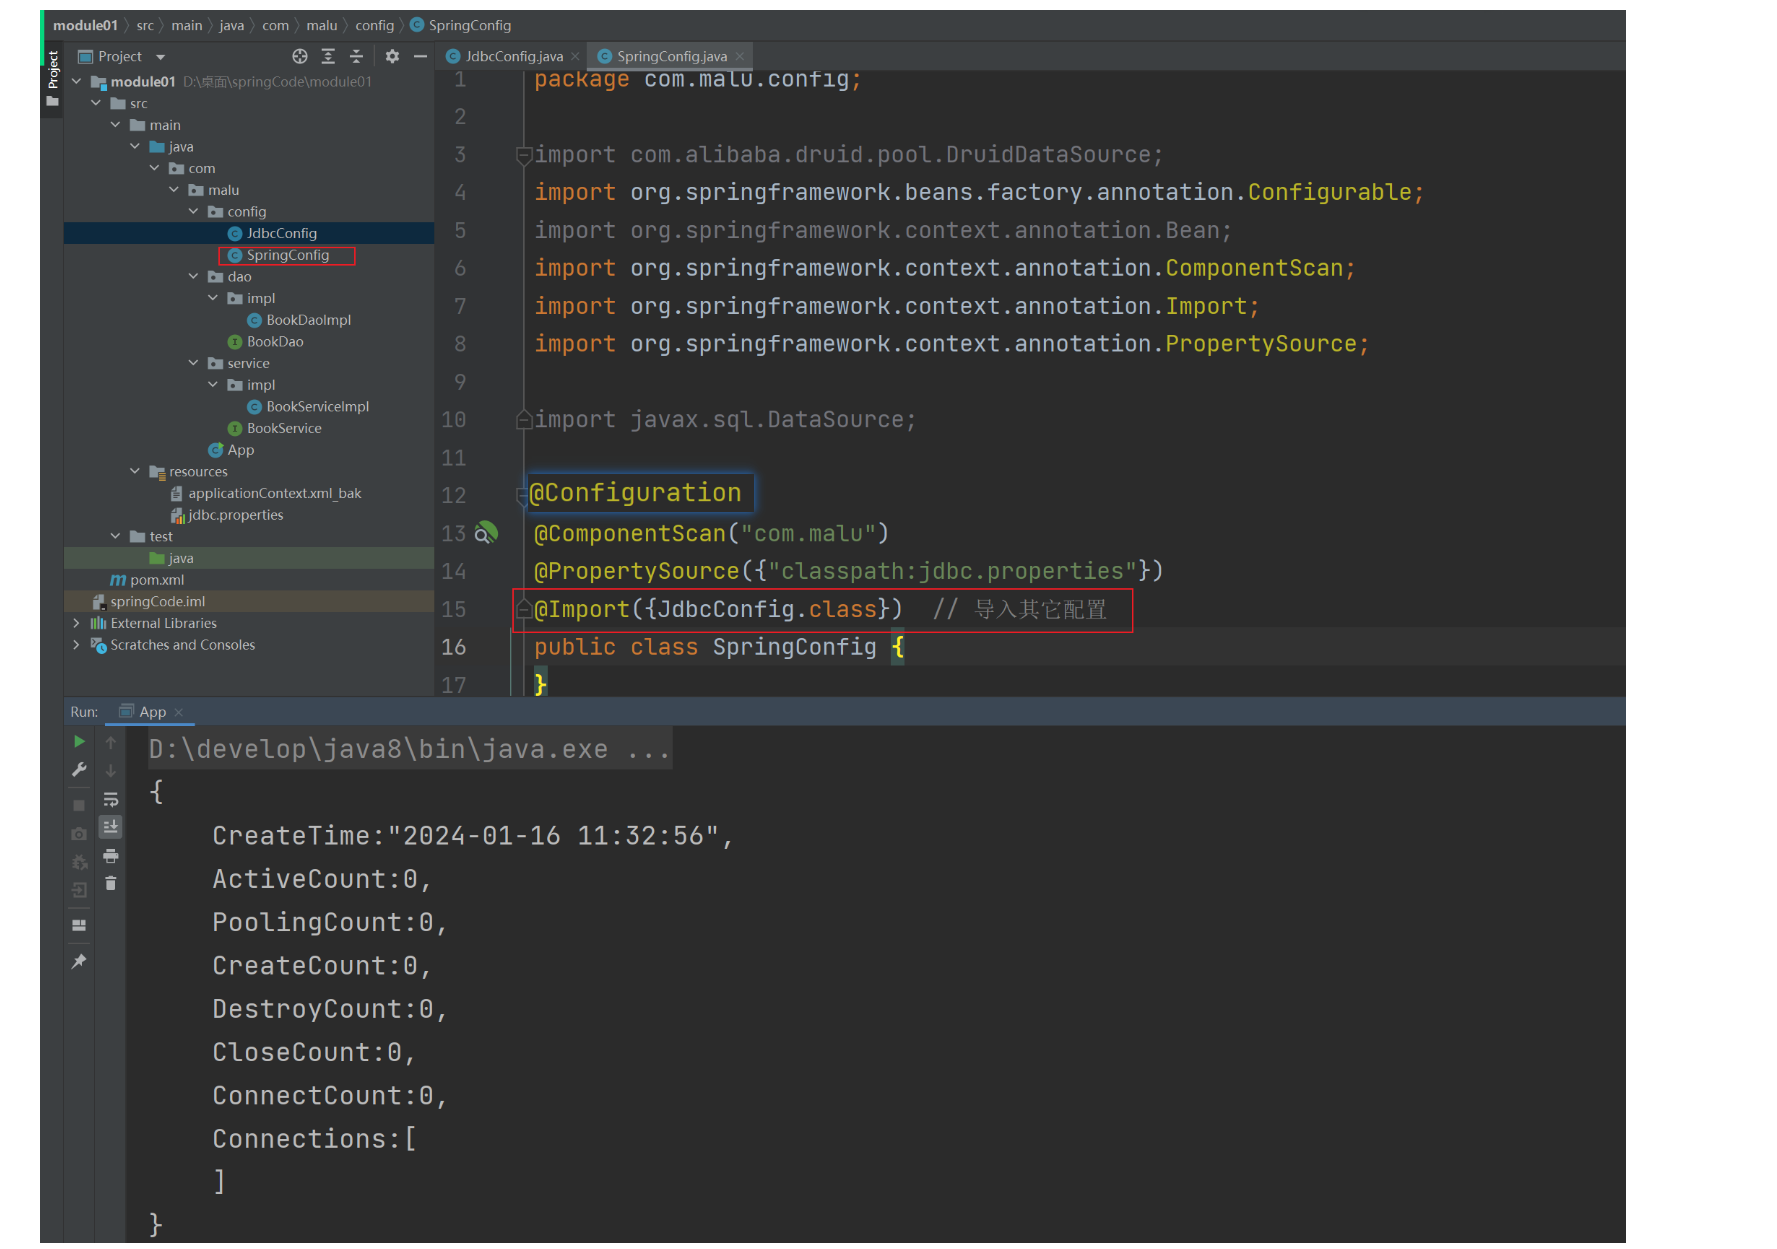 module01 > src > main > java > com > malu > config > SpringConfig
Project
Project
JdbcConfig.java
SpringConfig.java
module01 D:\桌面\springCode\module01
src
main
java
com
malu
config
JdbcConfig
SpringConfig
dao
impl
BookDaoImpl
BookDao
service
impl
BookServiceImpl
BookService
App
resources
applicationContext.xml_bak
jdbc.properties
test
java
pom.xml
springCode.iml
External Libraries
Scratches and Consoles
1 package com.malu.config;
2
3 import com.alibaba.druid.pool.DruidDataSource;
4 import org.springframework.beans.factory.annotation.Configurable;
5 import org.springframework.context.annotation.Bean;
6 import org.springframework.context.annotation.ComponentScan;
7 import org.springframework.context.annotation.Import;
8 import org.springframework.context.annotation.PropertySource;
9
10 import javax.sql.DataSource;
11
12 @Configuration
13 @ComponentScan("com.malu")
14 @PropertySource({"classpath:jdbc.properties"})
15 @Import({JdbcConfig.class}) // 导入其它配置
16 public class SpringConfig {
17 }
Run: App
D:\develop\java8\bin\java.exe ...
{
CreateTime:"2024-01-16 11:32:56",
ActiveCount:0,
PoolingCount:0,
CreateCount:0,
DestroyCount:0,
CloseCount:0,
ConnectCount:0,
Connections:[
]
}